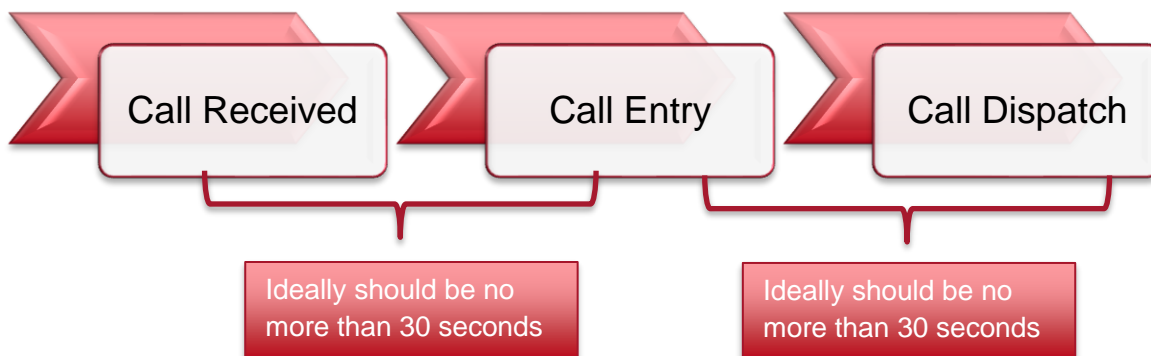 Call Received
Call Entry
Call Dispatch
Ideally should be no
more than 30 seconds
Ideally should be no
more than 30 seconds